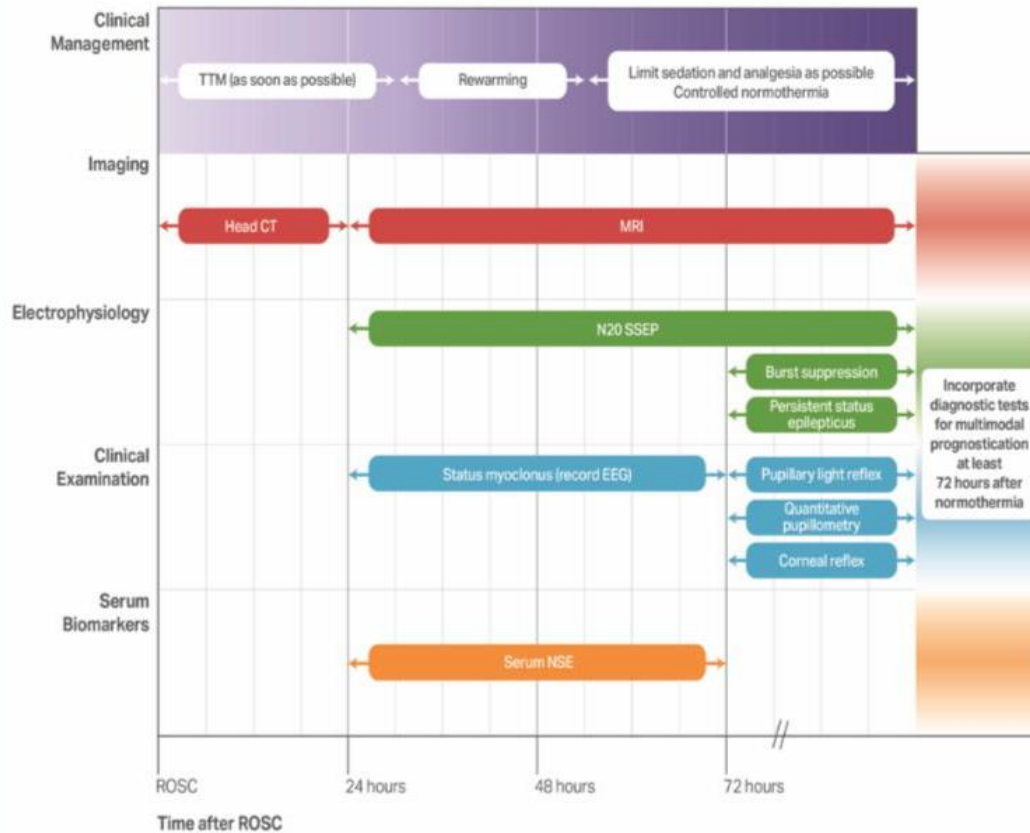 Clinical
Management
TTM (as soon as possible)
Rewarming
Limit sedation and analgesia as possible
Controlled normothermia
Imaging
Head CT
MRI
Electrophysiology
N20 SSEP
Burst suppression
Persistent status
epilepticus
Clinical
Examination
Status myoclonus (record EEG)
Pupillary light reflex
Quantitative
pupillometry
Corneal reflex
Incorporate
diagnostic tests
for multimodal
prognostication
at least
72 hours after
normothermia
Serum
Biomarkers
Serum NSE
ROSC
24 hours
48 hours
72 hours
Time after ROSC